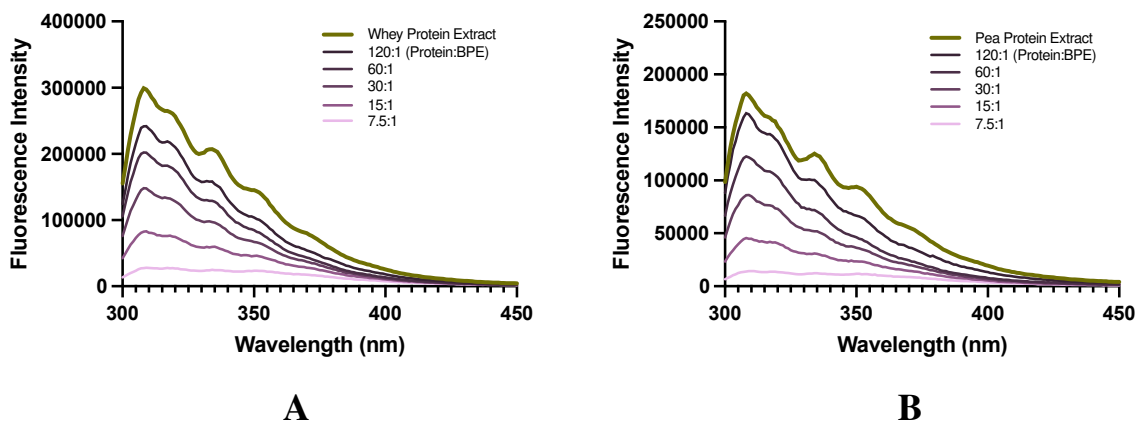 400000
300000
200000
100000
0
Fluorescence Intensity
300
350
400
450
Wavelength (nm)
Whey Protein Extract
120:1 (Protein:BPE)
60:1
30:1
15:1
7.5:1
A
250000
200000
150000
100000
50000
0
Fluorescence Intensity
300
350
400
450
Wavelength (nm)
Pea Protein Extract
120:1 (Protein:BPE)
60:1
30:1
15:1
7.5:1
B